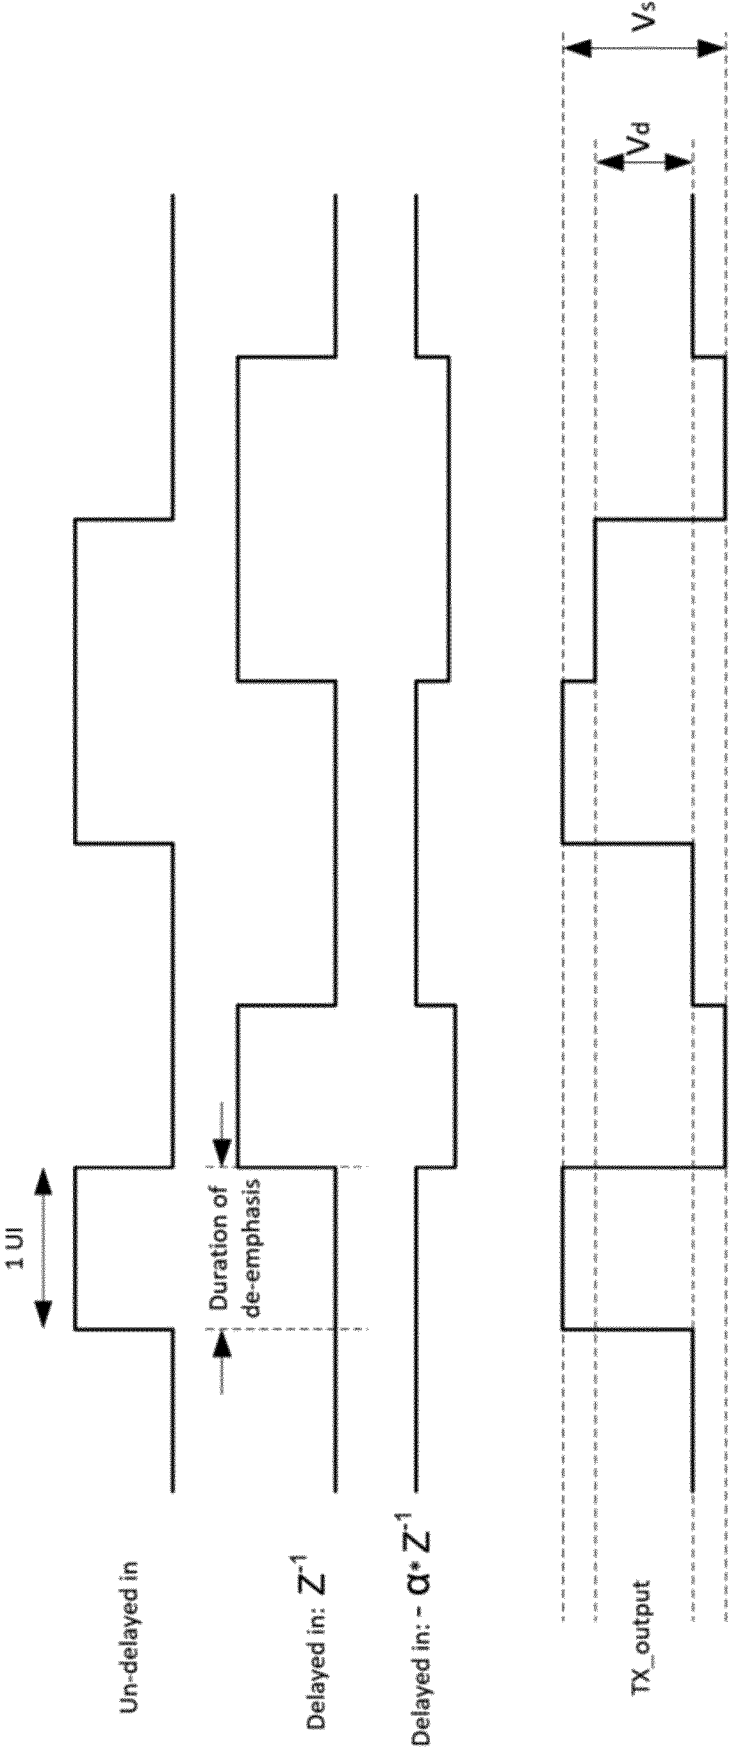 1 UI
Un-delayed in
Duration of
de-emphasis
Delayed in: Z⁻¹
Delayed in: - α* Z⁻¹
Vd
Vs
TX_output